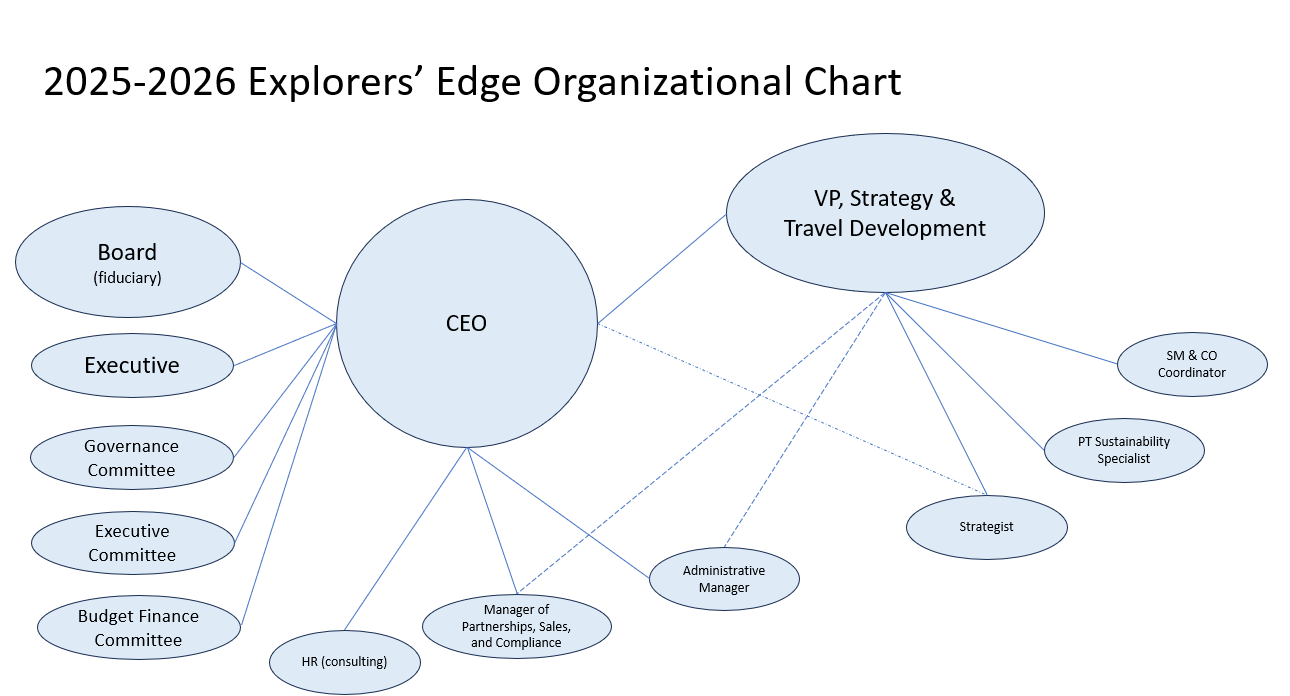 2025-2026 Explorers’ Edge Organizational Chart
VP, Strategy &
Travel Development
Board
(fiduciary)
CEO
Executive
SM & CO
Coordinator
Governance
Committee
PT Sustainability
Specialist
Executive
Committee
Strategist
Administrative
Manager
Budget Finance
Committee
Manager of
Partnerships, Sales,
and Compliance
HR (consulting)